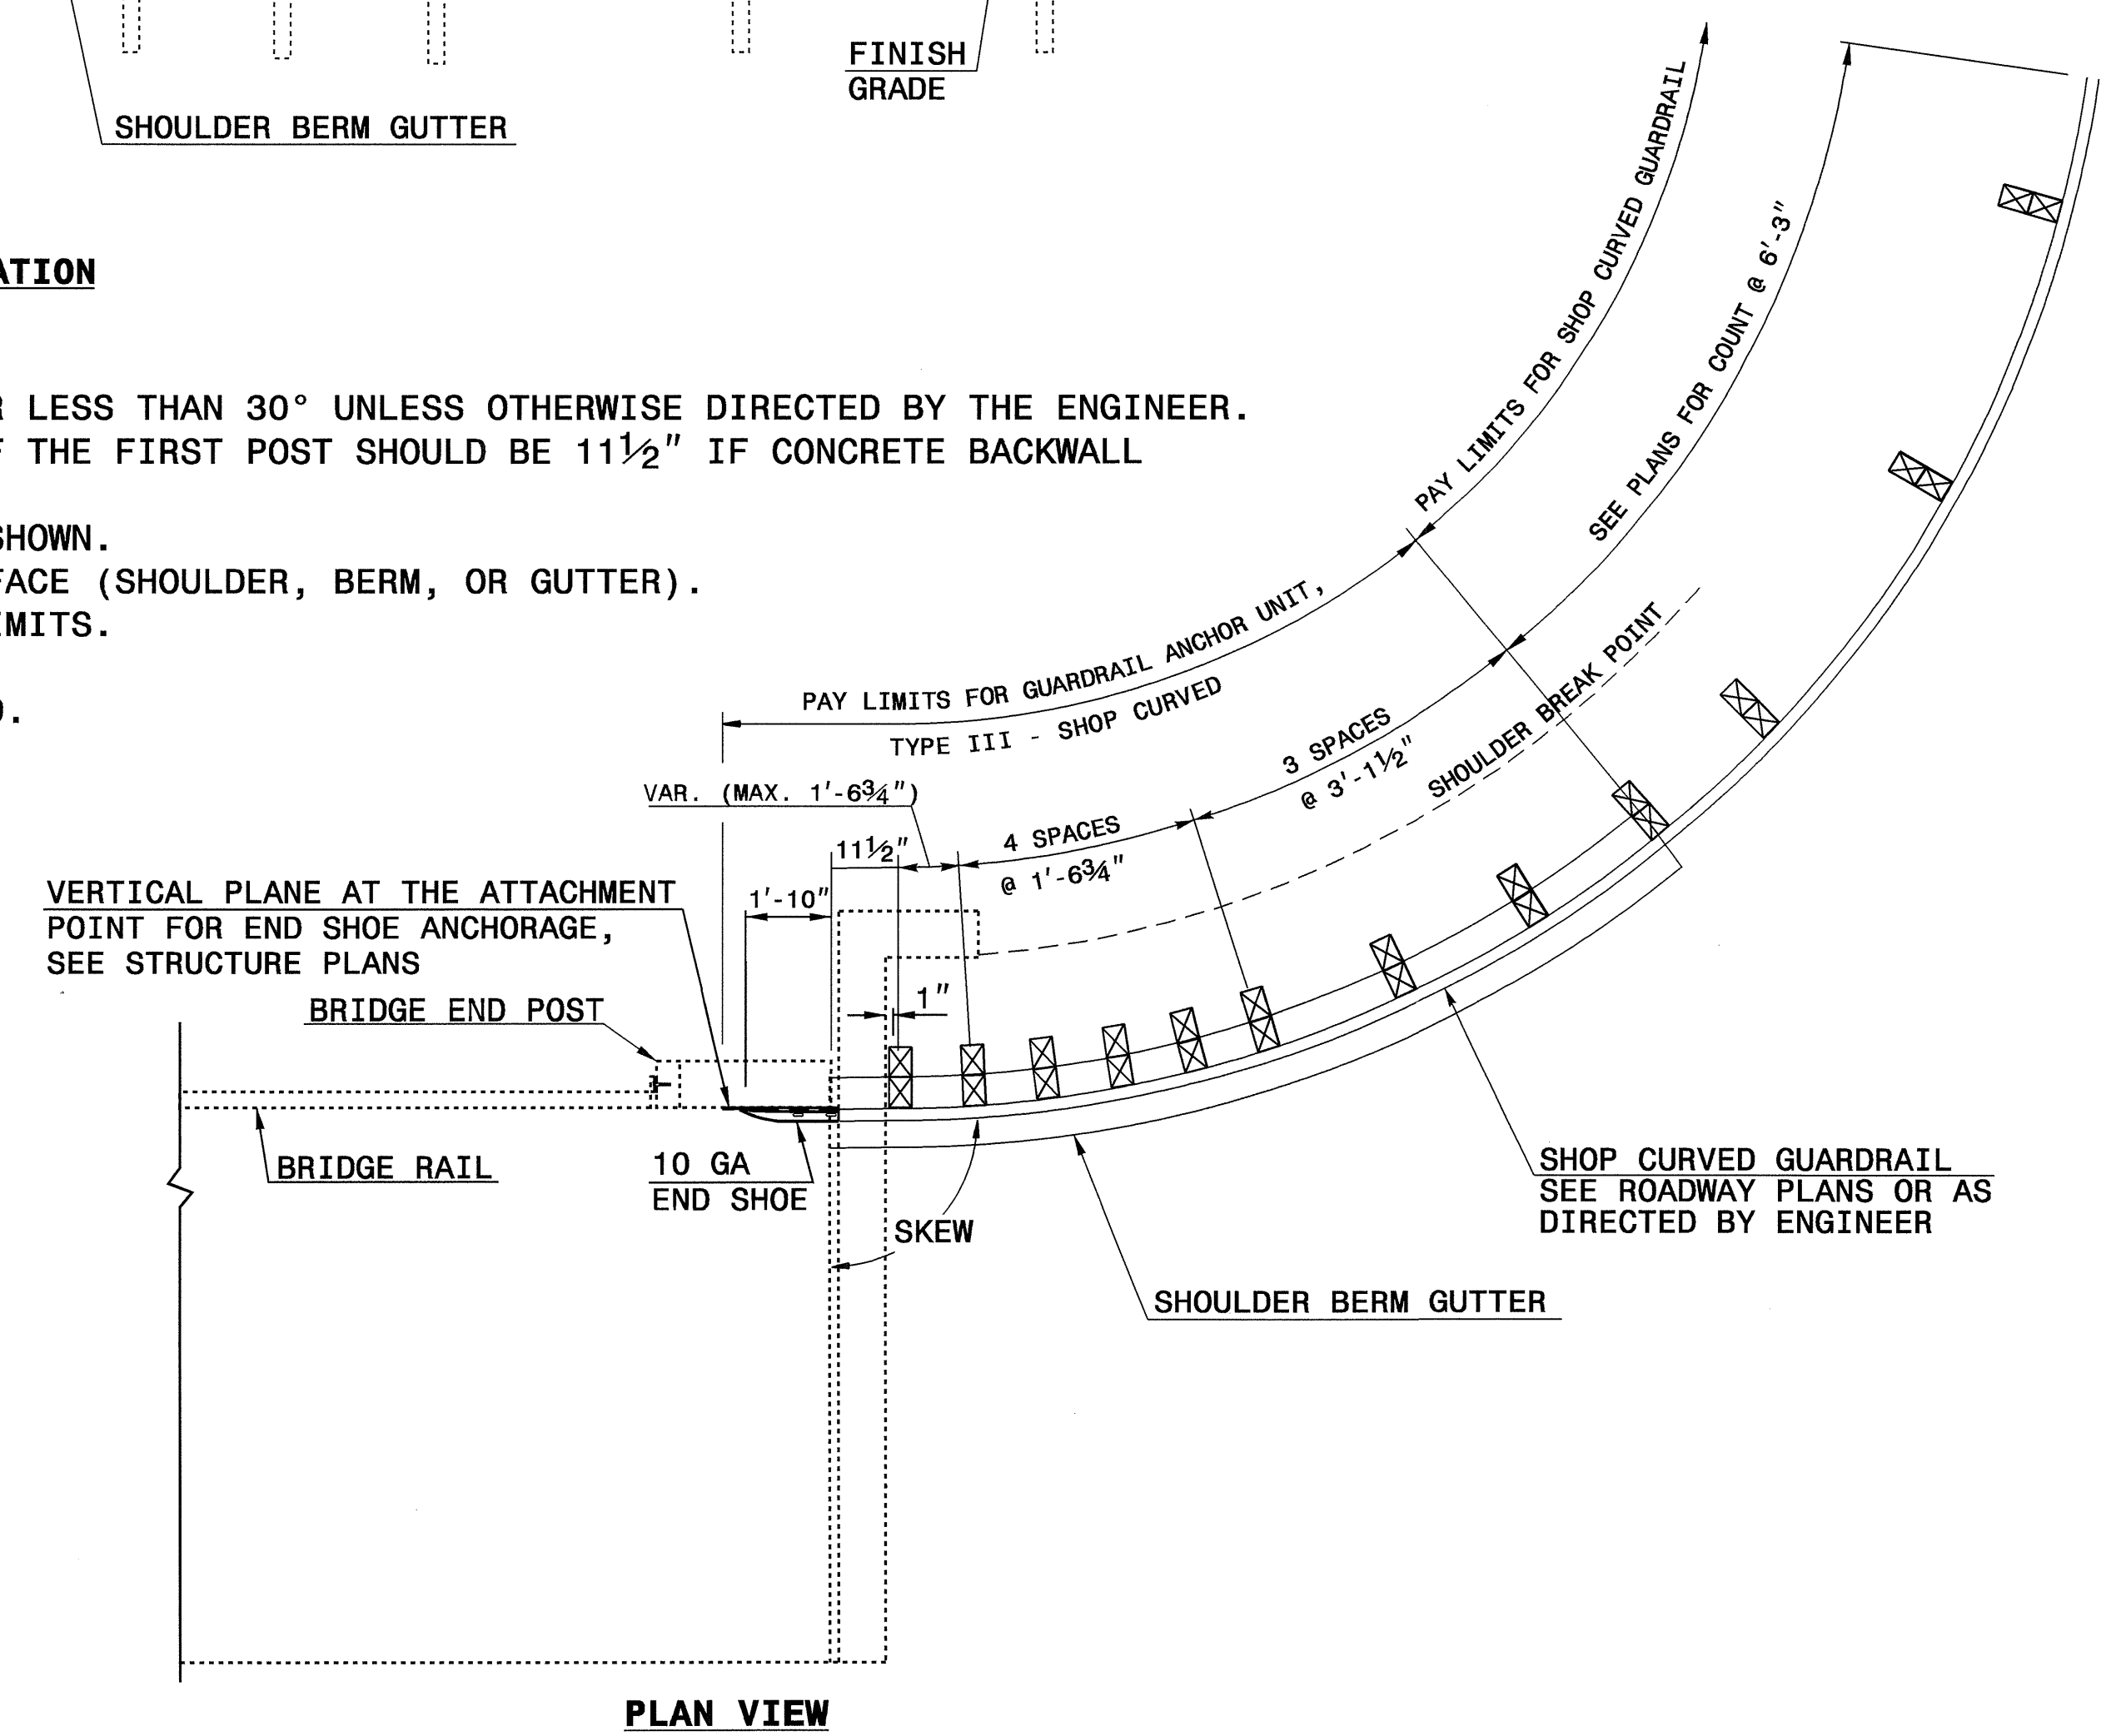 FINISH
GRADE
SHOULDER BERM GUTTER
ATION
LESS THAN 30° UNLESS OTHERWISE DIRECTED BY THE ENGINEER.
THE FIRST POST SHOULD BE 11½" IF CONCRETE BACKWALL
SHOWN.
FACE (SHOULDER, BERM, OR GUTTER).
IMITS.
PAY LIMITS FOR SHOP CURVED GUARDRAIL
SEE PLANS FOR COUNT @ 6'-3"
PAY LIMITS FOR GUARDRAIL ANCHOR UNIT,
TYPE III - SHOP CURVED
SHOULDER BREAK POINT
3 SPACES
@ 3'-1½"
VAR. (MAX. 1'-6¾")
4 SPACES
@ 1'-6¾"
11½"
1'-10"
VERTICAL PLANE AT THE ATTACHMENT
POINT FOR END SHOE ANCHORAGE,
SEE STRUCTURE PLANS
1"
BRIDGE END POST
BRIDGE RAIL
10 GA
END SHOE
SKEW
SHOP CURVED GUARDRAIL
SEE ROADWAY PLANS OR AS
DIRECTED BY ENGINEER
SHOULDER BERM GUTTER
PLAN VIEW